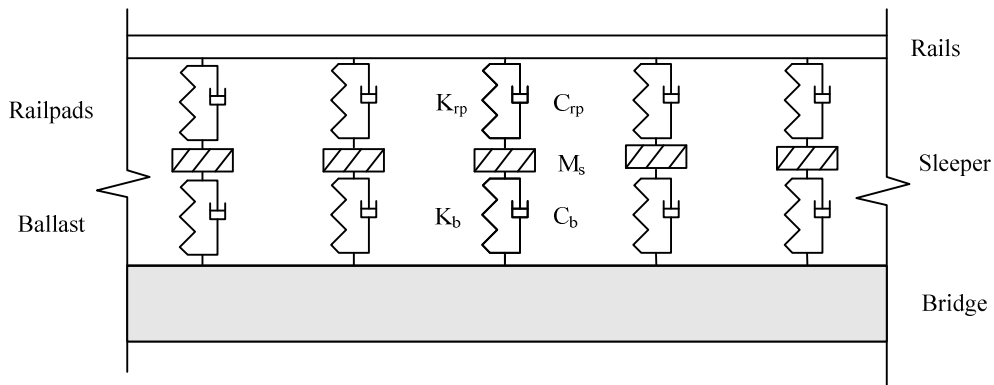 Rails
Railpads
K_rp
C_rp
M_s
Sleeper
Ballast
K_b
C_b
Bridge